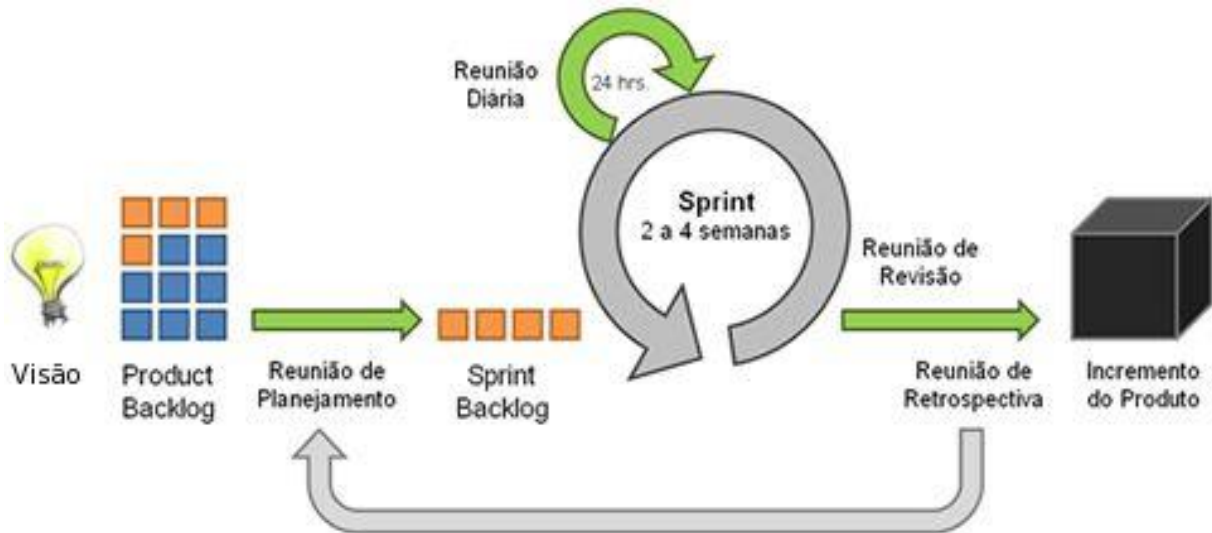 Reunião
Diária
24 hrs.
Sprint
2 a 4 semanas
Reunião de
Revisão
Visão
Product
Backlog
Reunião de
Planejamento
Sprint
Backlog
Reunião de
Retrospectiva
Incremento
do Produto